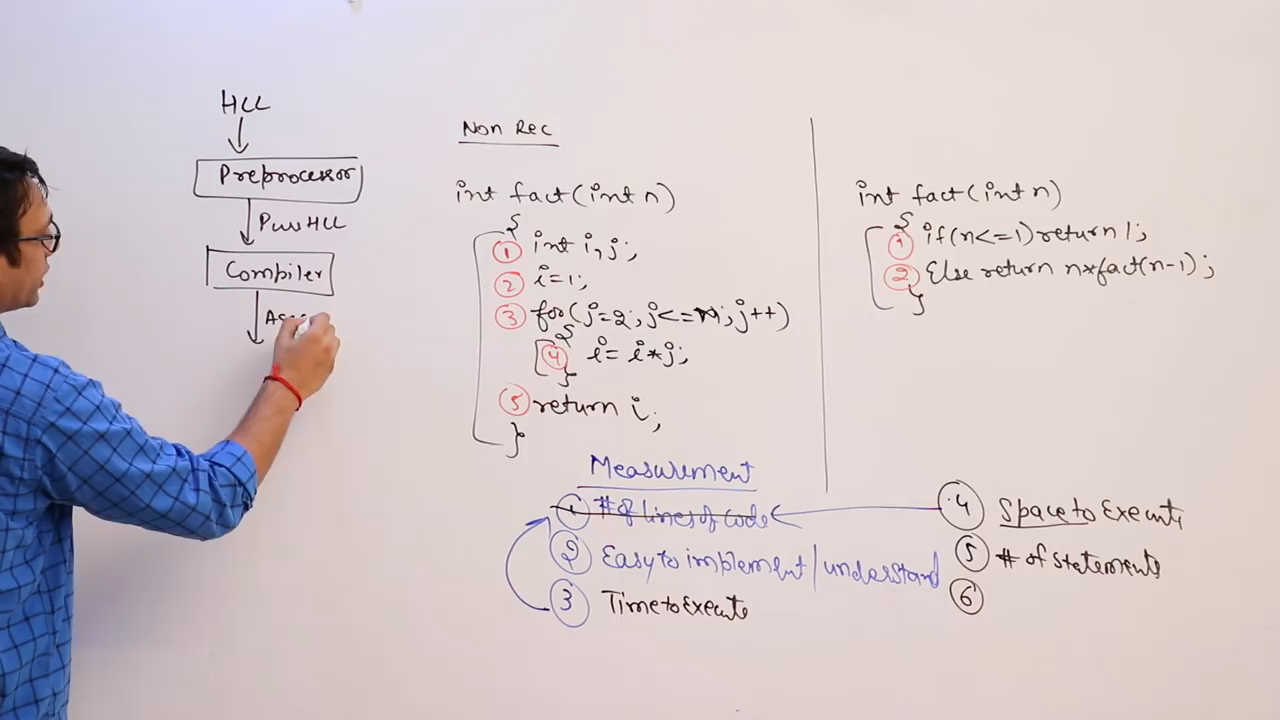 HLL
Preprocessor
Pure HLL
Compiler
Non Rec
int fact(int n)
{
1 int i, j;
2 i=1;
3 for(j=2; j<=n; j++)
{
4 i= i*j;
}
5 return i;
}
int fact(int n)
{
1 if(n<=1) return 1;
2 Else return n*fact(n-1);
}
Measurement
1 # of lines of code
2 Easy to implement/understand
3 Time to Execute
4 Space to Execute
5 # of statements
6